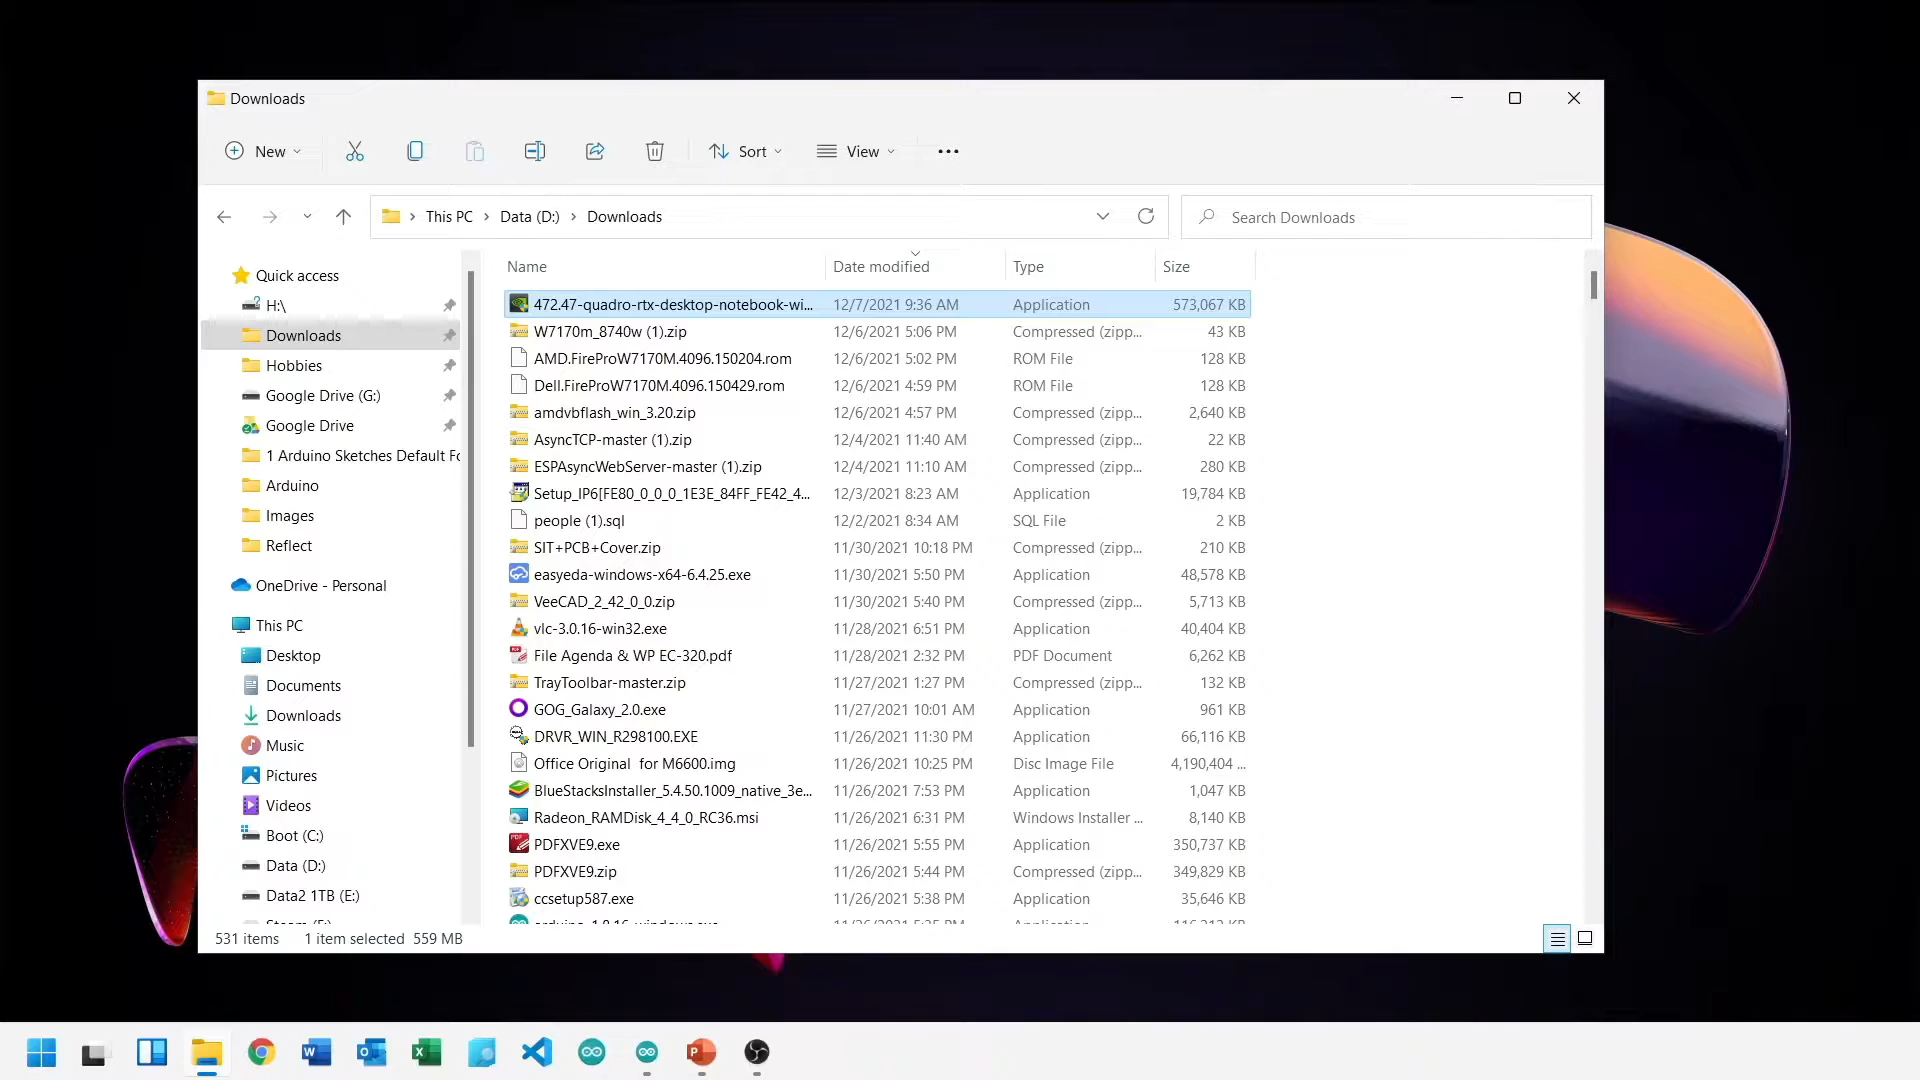 Downloads
New
Sort
View
This PC
Data (D:)
Downloads
Search Downloads
Name Date modified Type Size
Quick access
H:\
Downloads
Hobbies
Google Drive (G:)
Google Drive
1 Arduino Sketches Default Fo
Arduino
Images
Reflect
OneDrive - Personal
This PC
Desktop
Documents
Downloads
Music
Pictures
Videos
Boot (C:)
Data (D:)
Data2 1TB (E:)
472.47-quadro-rtx-desktop-notebook-wi... 12/7/2021 9:36 AM Application 573,067 KB
W7170m_8740w (1).zip 12/6/2021 5:06 PM Compressed (zipp... 43 KB
AMD.FireProW7170M.4096.150204.rom 12/6/2021 5:02 PM ROM File 128 KB
Dell.FireProW7170M.4096.150429.rom 12/6/2021 4:59 PM ROM File 128 KB
amdvbflash_win_3.20.zip 12/6/2021 4:57 PM Compressed (zipp... 2,640 KB
AsyncTCP-master (1).zip 12/4/2021 11:40 AM Compressed (zipp... 22 KB
ESPAsyncWebServer-master (1).zip 12/4/2021 11:10 AM Compressed (zipp... 280 KB
Setup_IP6[FE80_0_0_0_1E3E_84FF_FE42_4... 12/3/2021 8:23 AM Application 19,784 KB
people (1).sql 12/2/2021 8:34 AM SQL File 2 KB
SIT+PCB+Cover.zip 11/30/2021 10:18 PM Compressed (zipp... 210 KB
easyeda-windows-x64-6.4.25.exe 11/30/2021 5:50 PM Application 48,578 KB
VeeCAD_2_42_0_0.zip 11/30/2021 5:40 PM Compressed (zipp... 5,713 KB
vlc-3.0.16-win32.exe 11/28/2021 6:51 PM Application 40,404 KB
File Agenda & WP EC-320.pdf 11/28/2021 2:32 PM PDF Document 6,262 KB
TrayToolbar-master.zip 11/27/2021 1:27 PM Compressed (zipp... 132 KB
GOG_Galaxy_2.0.exe 11/27/2021 10:01 AM Application 961 KB
DRVR_WIN_R298100.EXE 11/26/2021 11:30 PM Application 66,116 KB
Office Original for M6600.img 11/26/2021 10:25 PM Disc Image File 4,190,404 ...
BlueStacksInstaller_5.4.50.1009_native_3e... 11/26/2021 7:53 PM Application 1,047 KB
Radeon_RAMDisk_4_4_0_RC36.msi 11/26/2021 6:31 PM Windows Installer ... 8,140 KB
PDFXVE9.exe 11/26/2021 5:55 PM Application 350,737 KB
PDFXVE9.zip 11/26/2021 5:44 PM Compressed (zipp... 349,829 KB
ccsetup587.exe 11/26/2021 5:38 PM Application 35,646 KB
531 items 1 item selected 559 MB